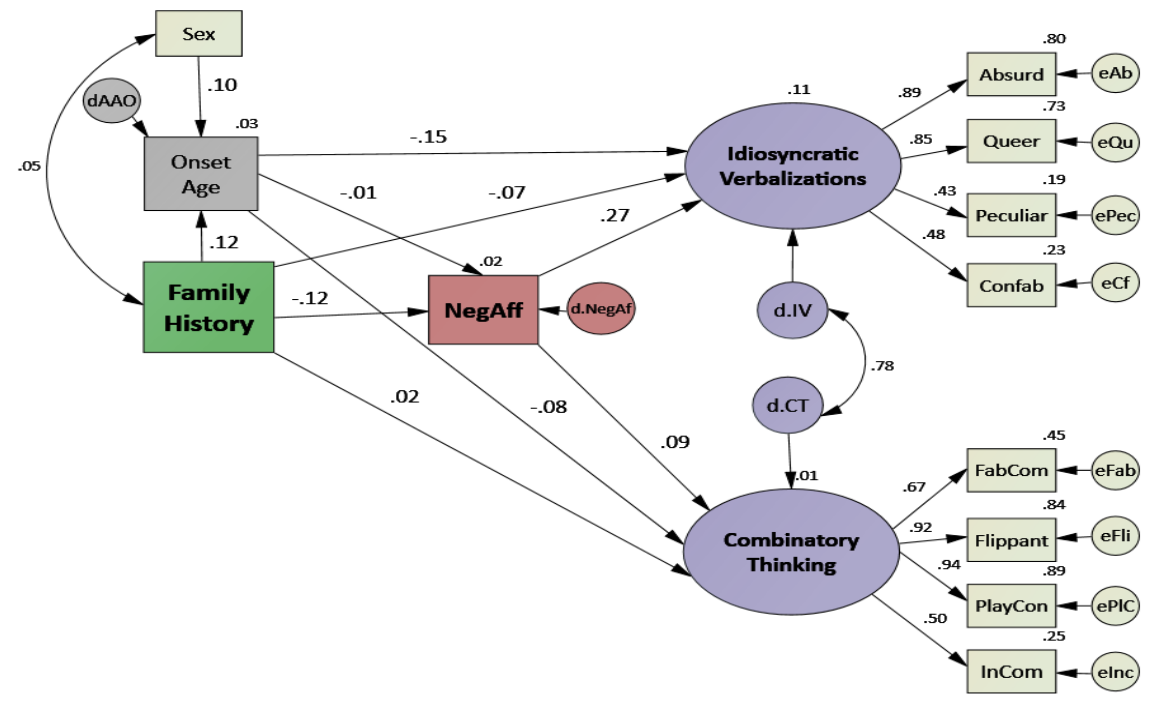 Sex
.10
dAAO
.03
Onset
Age
.05
.12
Family
History
-.15
-.01
-.07
.27
.02
-.12
NegAff
d.NegAf
.02
-.08
.09
.11
Idiosyncratic
Verbalizations
d.IV
.78
d.CT
.01
Combinatory
Thinking
.80
.89
Absurd
eAb
.73
.85
Queer
eQu
.19
.43
Peculiar
ePec
.48
.23
Confab
eCf
.45
.67
FabCom
eFab
.84
.92
Flippant
eFli
.94
.89
PlayCon
ePlC
.50
.25
InCom
eInc